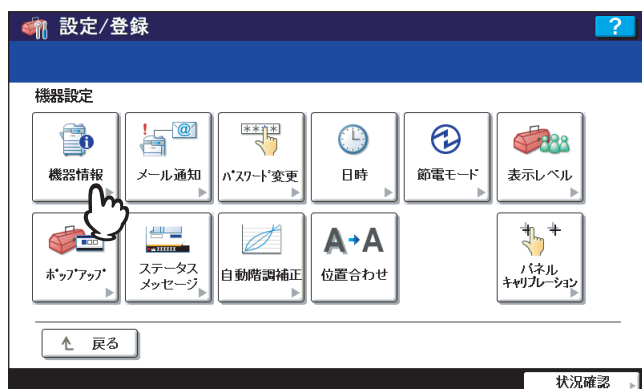 設定/登録
?
機器設定
機器情報
メール通知
パスワード変更
日時
節電モード
表示レベル
ポップアップ
ステータス
メッセージ
自動階調補正
A→A
位置合わせ
パネル
キャリブレーション
戻る
状況確認